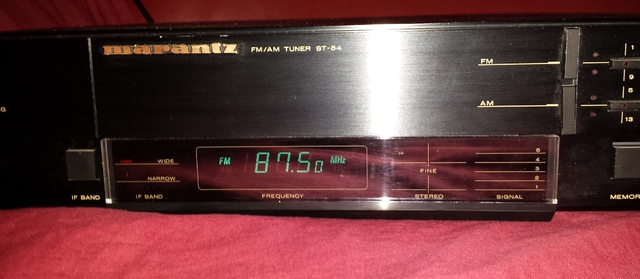 marantz FM/AM TUNER ST-54
FM
1
9
5
AM
13
G
WIDE
NARROW
IF BAND
IF BAND
FM 87.50 MHz
FREQUENCY
FINE
STEREO
5
4
3
2
1
SIGNAL
MEMOR